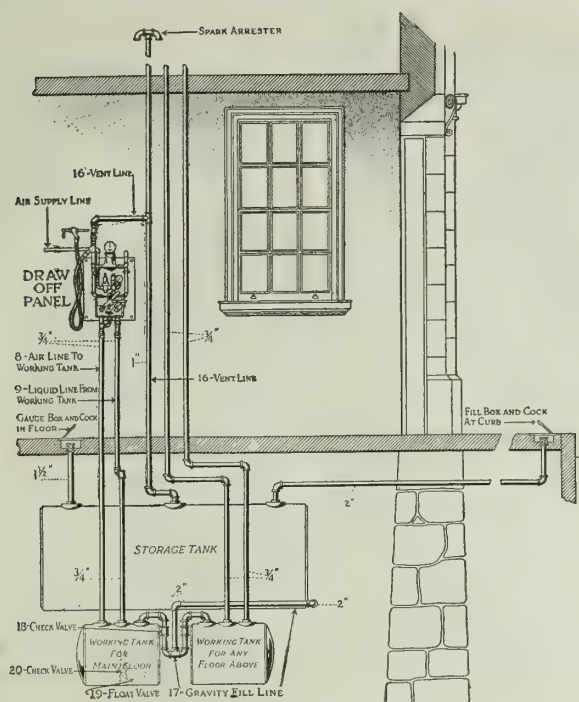 SPARK ARRESTER
16-VENT LINE
AIR SUPPLY LINE
DRAW
OFF
PANEL
3/4"
3/4"
1"
8-AIR LINE TO
WORKING TANK
16-VENT LINE
9-LIQUID LINE FROM
WORKING TANK
GAUGE BOX AND COCK
IN FLOOR
FILL BOX AND COCK
AT CURB
1 1/2"
2"
STORAGE TANK
3/4"
3/4"
2"
2"
18-CHECK VALVE
WORKING TANK
FOR
MAIN FLOOR
WORKING TANK
FOR ANY
FLOOR ABOVE
20-CHECK VALVE
19-FLOAT VALVE
17-GRAVITY FILL LINE